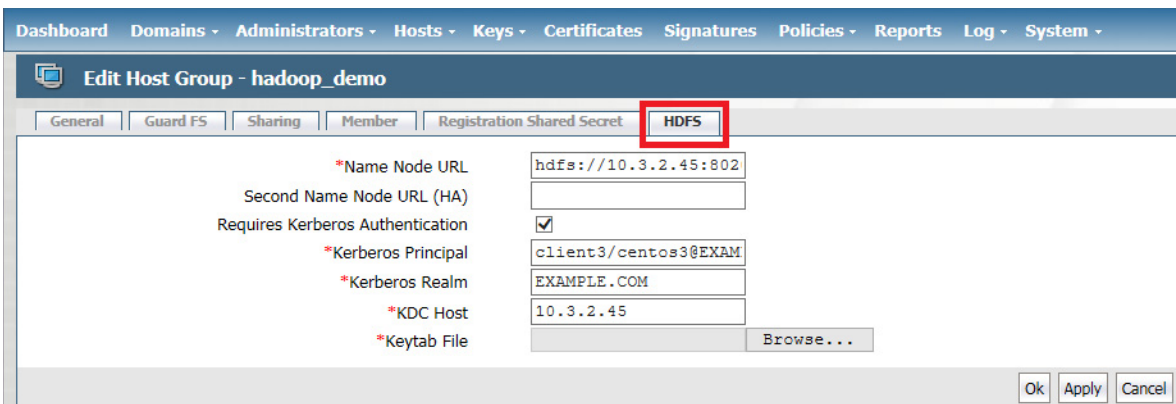 Dashboard Domains Administrators Hosts Keys Certificates Signatures Policies Reports Log System
Edit Host Group - hadoop_demo
General Guard FS Sharing Member Registration Shared Secret HDFS
*Name Node URL hdfs://10.3.2.45:802
Second Name Node URL (HA)
Requires Kerberos Authentication
*Kerberos Principal client3/centos3@EXAM
*Kerberos Realm EXAMPLE.COM
*KDC Host 10.3.2.45
*Keytab File Browse...
Ok Apply Cancel